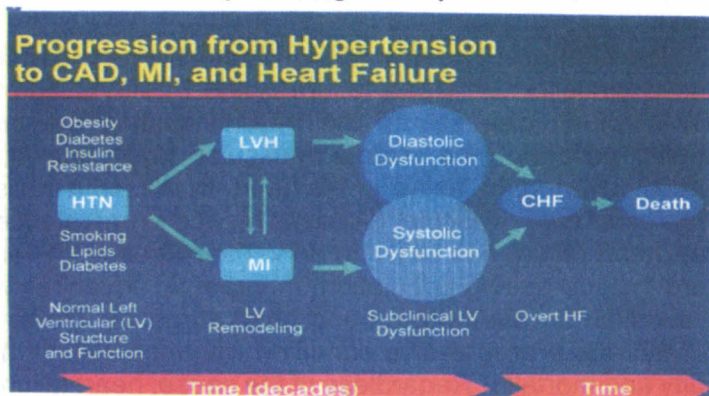 Progression from Hypertension
to CAD, MI, and Heart Failure
Obesity
Diabetes
Insulin
Resistance
HTN
Smoking
Lipids
Diabetes
LVH
MI
Diastolic
Dysfunction
Systolic
Dysfunction
CHF
Death
Normal Left
Ventricular (LV)
Structure
and Function
LV
Remodeling
Subclinical LV
Dysfunction
Overt HF
Time (decades)
Time